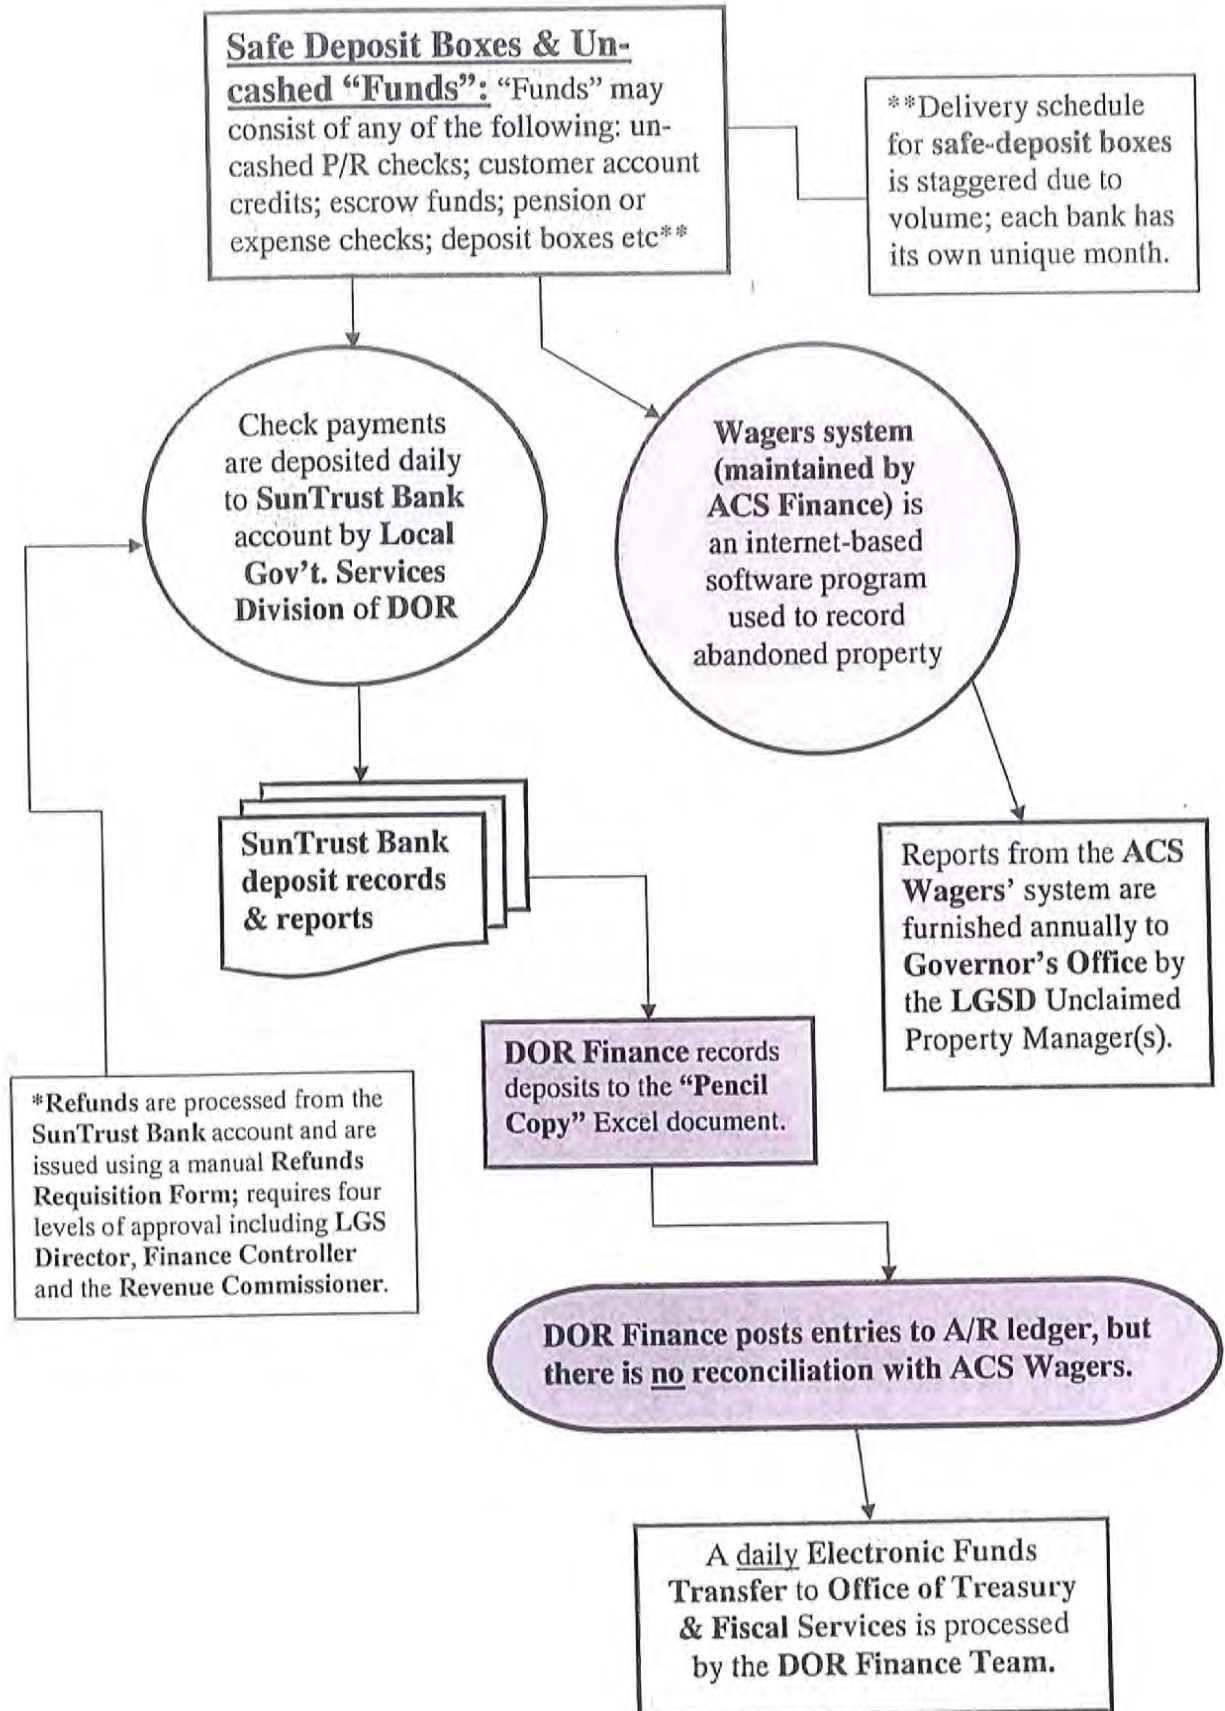 Safe Deposit Boxes & Un-
cashed “Funds”: “Funds” may
consist of any of the following: un-
cashed P/R checks; customer account
credits; escrow funds; pension or
expense checks; deposit boxes etc**
**Delivery schedule
for safe-deposit boxes
is staggered due to
volume; each bank has
its own unique month.
Check payments
are deposited daily
to SunTrust Bank
account by Local
Gov’t. Services
Division of DOR
Wagers system
(maintained by
ACS Finance) is
an internet-based
software program
used to record
abandoned property
SunTrust Bank
deposit records
& reports
Reports from the ACS
Wagers’ system are
furnished annually to
Governor’s Office by
the LGSD Unclaimed
Property Manager(s).
DOR Finance records
deposits to the “Pencil
Copy” Excel document.
*Refunds are processed from the
SunTrust Bank account and are
issued using a manual Refunds
Requisition Form; requires four
levels of approval including LGS
Director, Finance Controller
and the Revenue Commissioner.
DOR Finance posts entries to A/R ledger, but
there is no reconciliation with ACS Wagers.
A daily Electronic Funds
Transfer to Office of Treasury
& Fiscal Services is processed
by the DOR Finance Team.